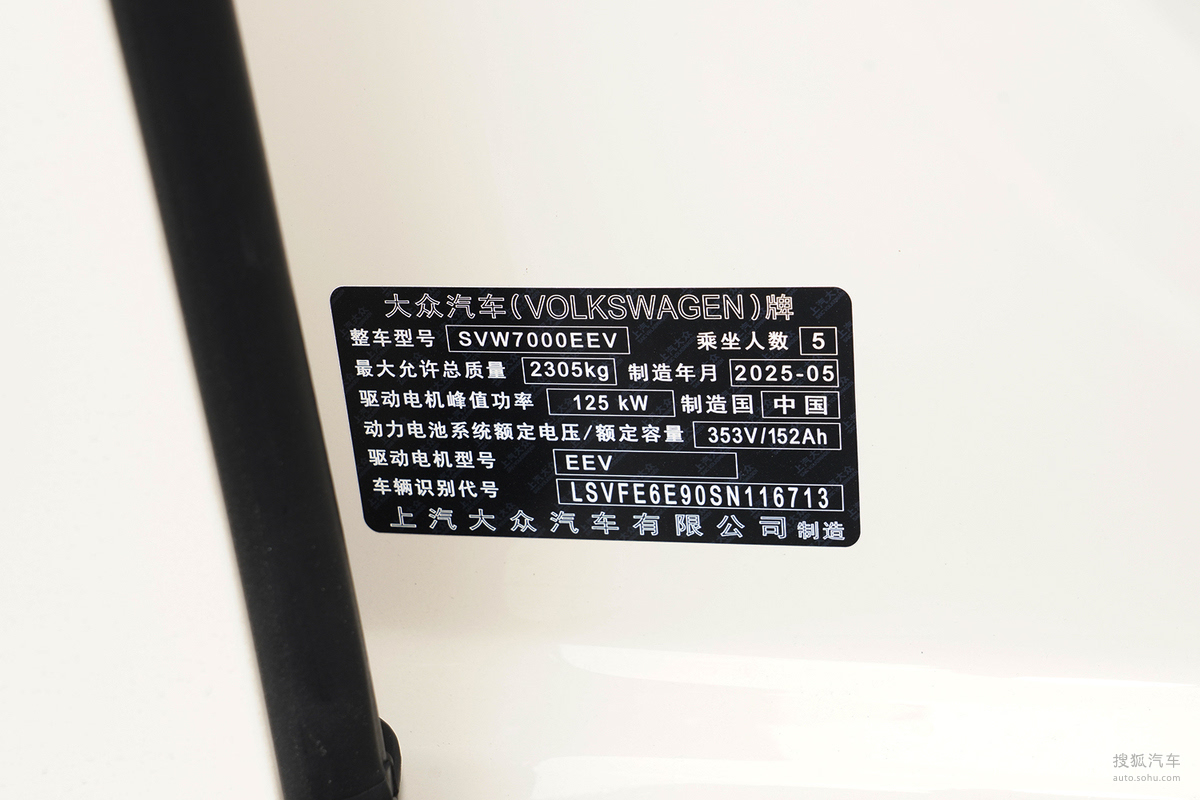 大众汽车(VOLKSWAGEN)牌
整车型号 SVW7000EEV 乘坐人数 5
最大允许总质量 2305kg 制造年月 2025-05
驱动电机峰值功率 125 kW 制造国 中国
动力电池系统额定电压/额定容量 353V/152Ah
驱动电机型号 EEV
车辆识别代号 LSVFE6E90SN116713
上汽大众汽车有限公司制造
搜狐汽车
auto.sohu.com